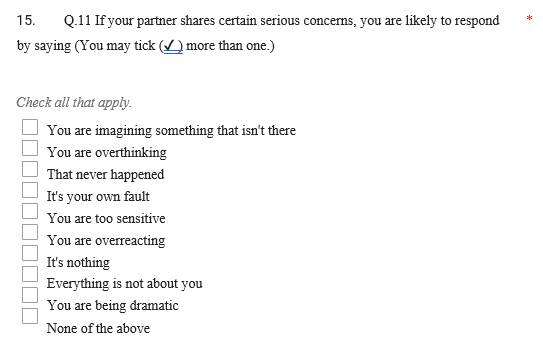 15. Q.11 If your partner shares certain serious concerns, you are likely to respond *
by saying (You may tick (✓) more than one.)
Check all that apply.
You are imagining something that isn't there
You are overthinking
That never happened
It's your own fault
You are too sensitive
You are overreacting
It's nothing
Everything is not about you
You are being dramatic
None of the above